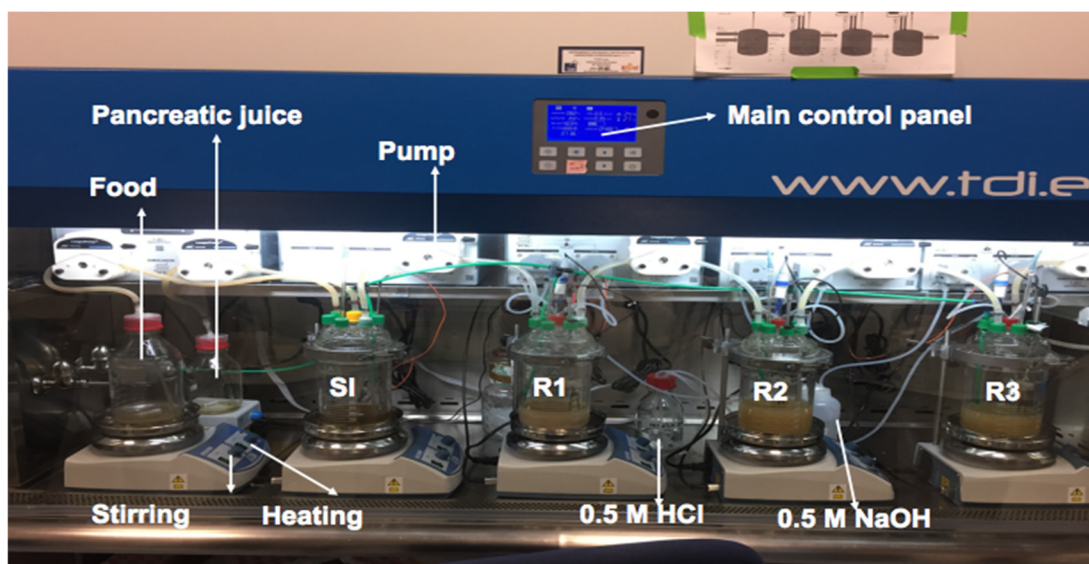 Pancreatic juice
Main control panel
Pump
Food
www.tdi.e
SI
R1
R2
R3
Stirring
Heating
0.5 M HCl
0.5 M NaOH